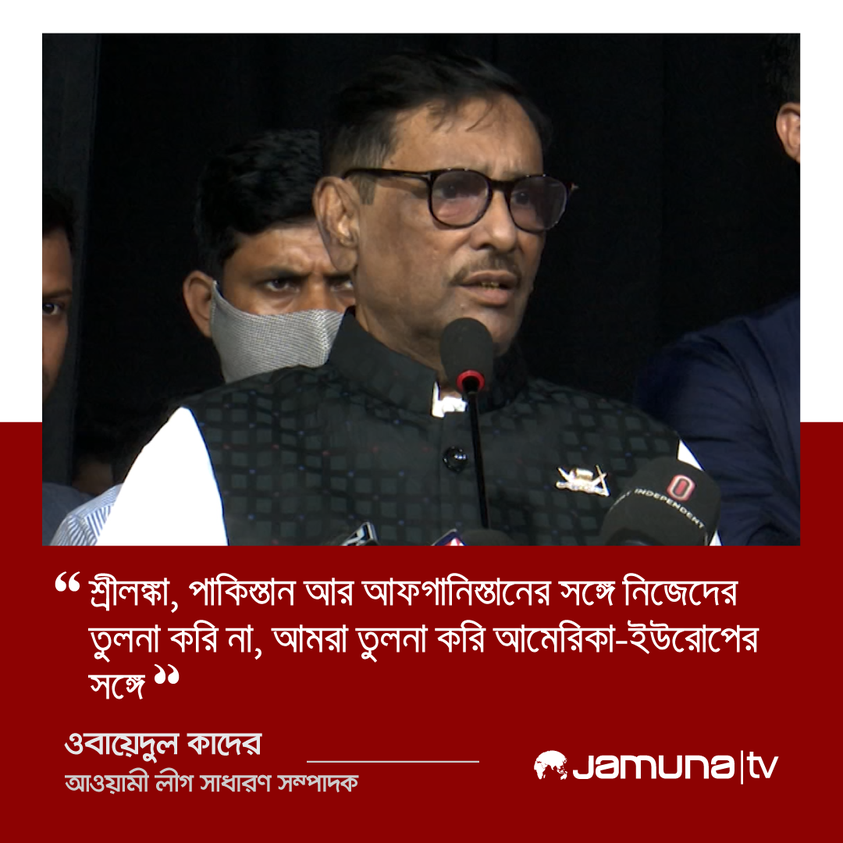 INDEPENDENT
“ শ্রীলঙ্কা, পাকিস্তান আর আফগানিস্তানের সঙ্গে নিজেদের
তুলনা করি না, আমরা তুলনা করি আমেরিকা-ইউরোপের
সঙ্গে ”
ওবায়েদুল কাদের
আওয়ামী লীগ সাধারণ সম্পাদক
Jamuna|tv